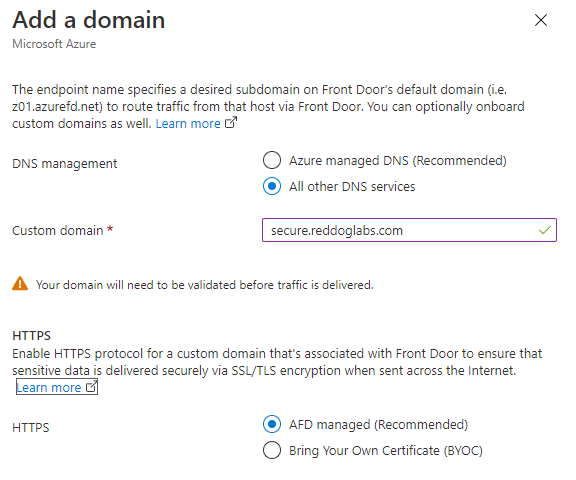 Add a domain
Microsoft Azure
The endpoint name specifies a desired subdomain on Front Door's default domain (i.e.
z01.azurefd.net) to route traffic from that host via Front Door. You can optionally onboard
custom domains as well. Learn more
DNS management
Azure managed DNS (Recommended)
All other DNS services
Custom domain *
secure.reddoglabs.com
Your domain will need to be validated before traffic is delivered.
HTTPS
Enable HTTPS protocol for a custom domain that's associated with Front Door to ensure that
sensitive data is delivered securely via SSL/TLS encryption when sent across the Internet.
Learn more
HTTPS
AFD managed (Recommended)
Bring Your Own Certificate (BYOC)